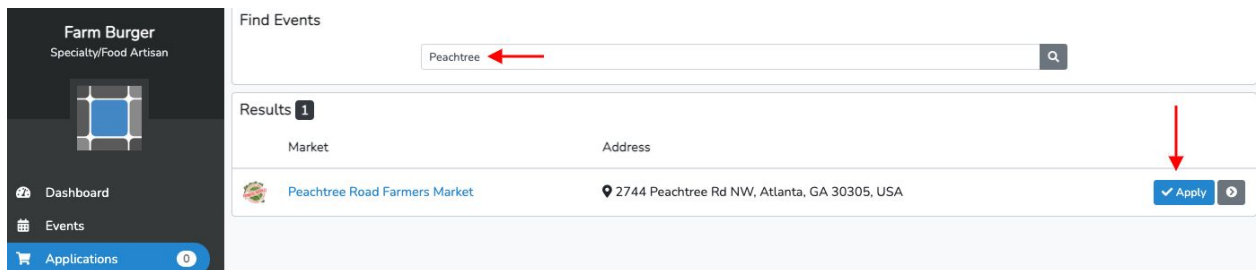 Farm Burger
Specialty/Food Artisan
Dashboard
Events
Applications 0
Find Events
Peachtree
Results 1
Market Address
Peachtree Road Farmers Market 2744 Peachtree Rd NW, Atlanta, GA 30305, USA Apply